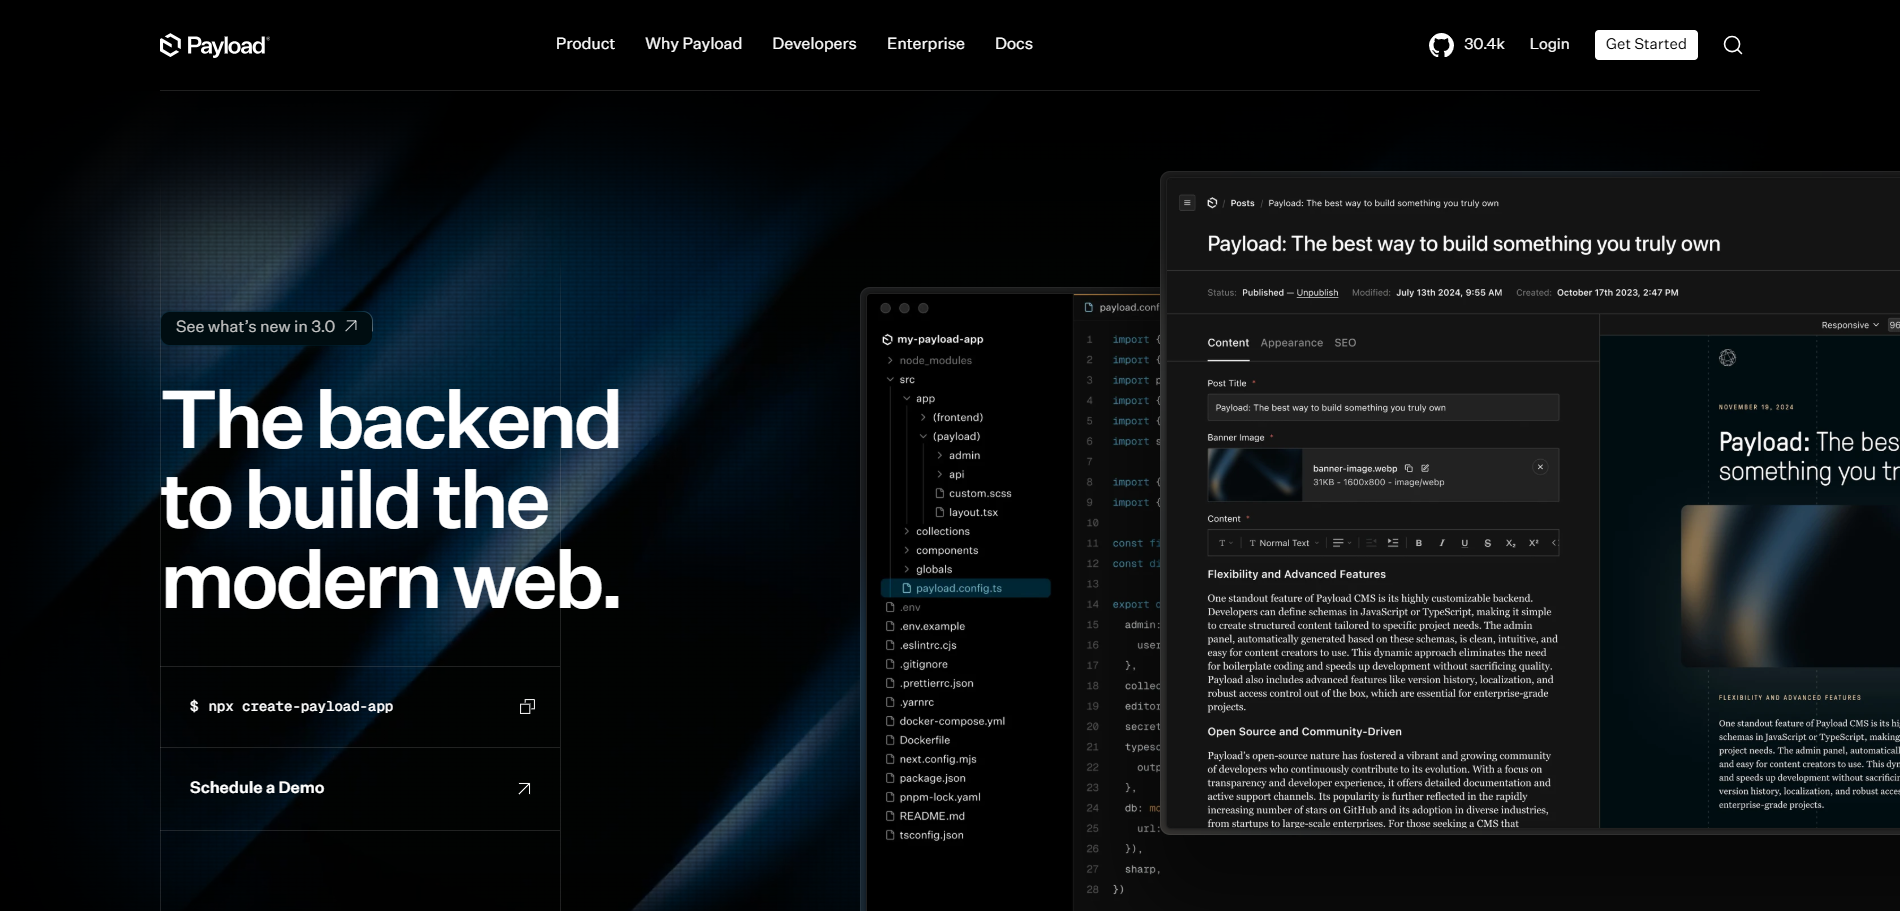 Payload
Product
Why Payload
Developers
Enterprise
Docs
30.4k
Login
Get Started
See what's new in 3.0
The backend
to build the
modern web.
$ npx create-payload-app
Schedule a Demo
my-payload-app
node_modules
src
app
(frontend)
(payload)
admin
api
custom.scss
layout.tsx
collections
components
globals
payload.config.ts
.env
.env.example
.eslintrc.cjs
.gitignore
.prettierrc.json
.yarnrc
docker-compose.yml
Dockerfile
next.config.mjs
package.json
pnpm-lock.yaml
README.md
tsconfig.json
payload.conf
1 import {
2 import {
3 import p
4 import {
5 import {
6 import s
7
8 import {
9 import {
10
11 const fi
12 const di
13
14 export d
15 admin:
16 user
17 },
18 collec
19 editor
20 secret
21 typesc
22 outp
23 },
24 db: mo
25 url:
26 }),
27 sharp,
28 })
/ Posts / Payload: The best way to build something you truly own
Payload: The best way to build something you truly own
Status: Published — Unpublish Modified: July 13th 2024, 9:55 AM Created: October 17th 2023, 2:47 PM
Content Appearance SEO
Post Title *
Payload: The best way to build something you truly own
Banner Image *
banner-image.webp
31KB - 1600x800 - image/webp
Content *
T T Normal Text B I U S X₂ X²
Flexibility and Advanced Features
One standout feature of Payload CMS is its highly customizable backend.
Developers can define schemas in JavaScript or TypeScript, making it simple
to create structured content tailored to specific project needs. The admin
panel, automatically generated based on these schemas, is clean, intuitive, and
easy for content creators to use. This dynamic approach eliminates the need
for boilerplate coding and speeds up development without sacrificing quality.
Payload also includes advanced features like version history, localization, and
robust access control out of the box, which are essential for enterprise-grade
projects.
Open Source and Community-Driven
Payload's open-source nature has fostered a vibrant and growing community
of developers who continuously contribute to its evolution. With a focus on
transparency and developer experience, it offers detailed documentation and
active support channels. Its popularity is further reflected in the rapidly
increasing number of stars on GitHub and its adoption in diverse industries,
from startups to large-scale enterprises. For those seeking a CMS that
Responsive 96
NOVEMBER 19, 2024
Payload: The bes
something you tr
FLEXIBILITY AND ADVANCED FEATURES
One standout feature of Payload CMS is its hi
schemas in JavaScript or TypeScript, making
project needs. The admin panel, automaticall
and easy for content creators to use. This dyn
and speeds up development without sacrificin
version history, localization, and robust acces
enterprise-grade projects.